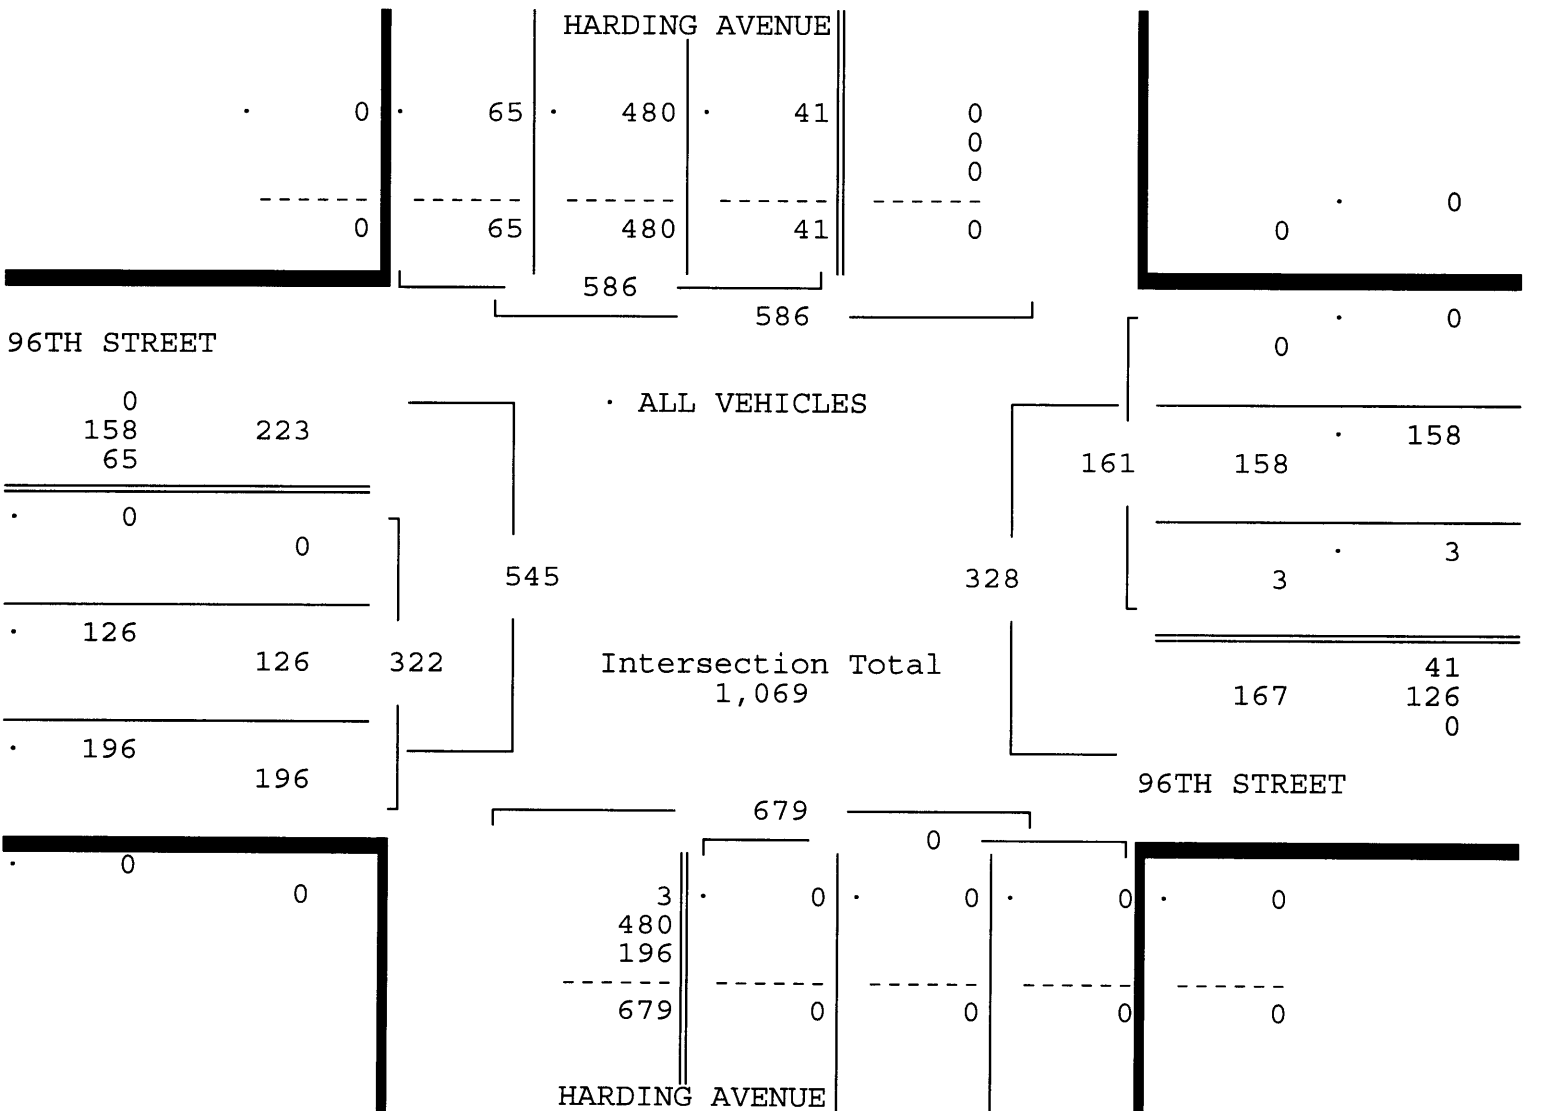 HARDING AVENUE
· 0 · 65 · 480 · 41 0
0
0
------ ------ ------ ------ ------
· 0
0 65 480 41 0
0
586
586
· 0
96TH STREET
0
0
· ALL VEHICLES
158 223
· 158
65
161 158
· 0
0
· 3
545
328
3
· 126
126 322
Intersection Total
41
1,069
167 126
0
· 196
196
96TH STREET
679
0
· 0
0
3 · 0 · 0 · 0 · 0
480
196
------ ------ ------ ------ ------
679 0 0 0 0
HARDING AVENUE